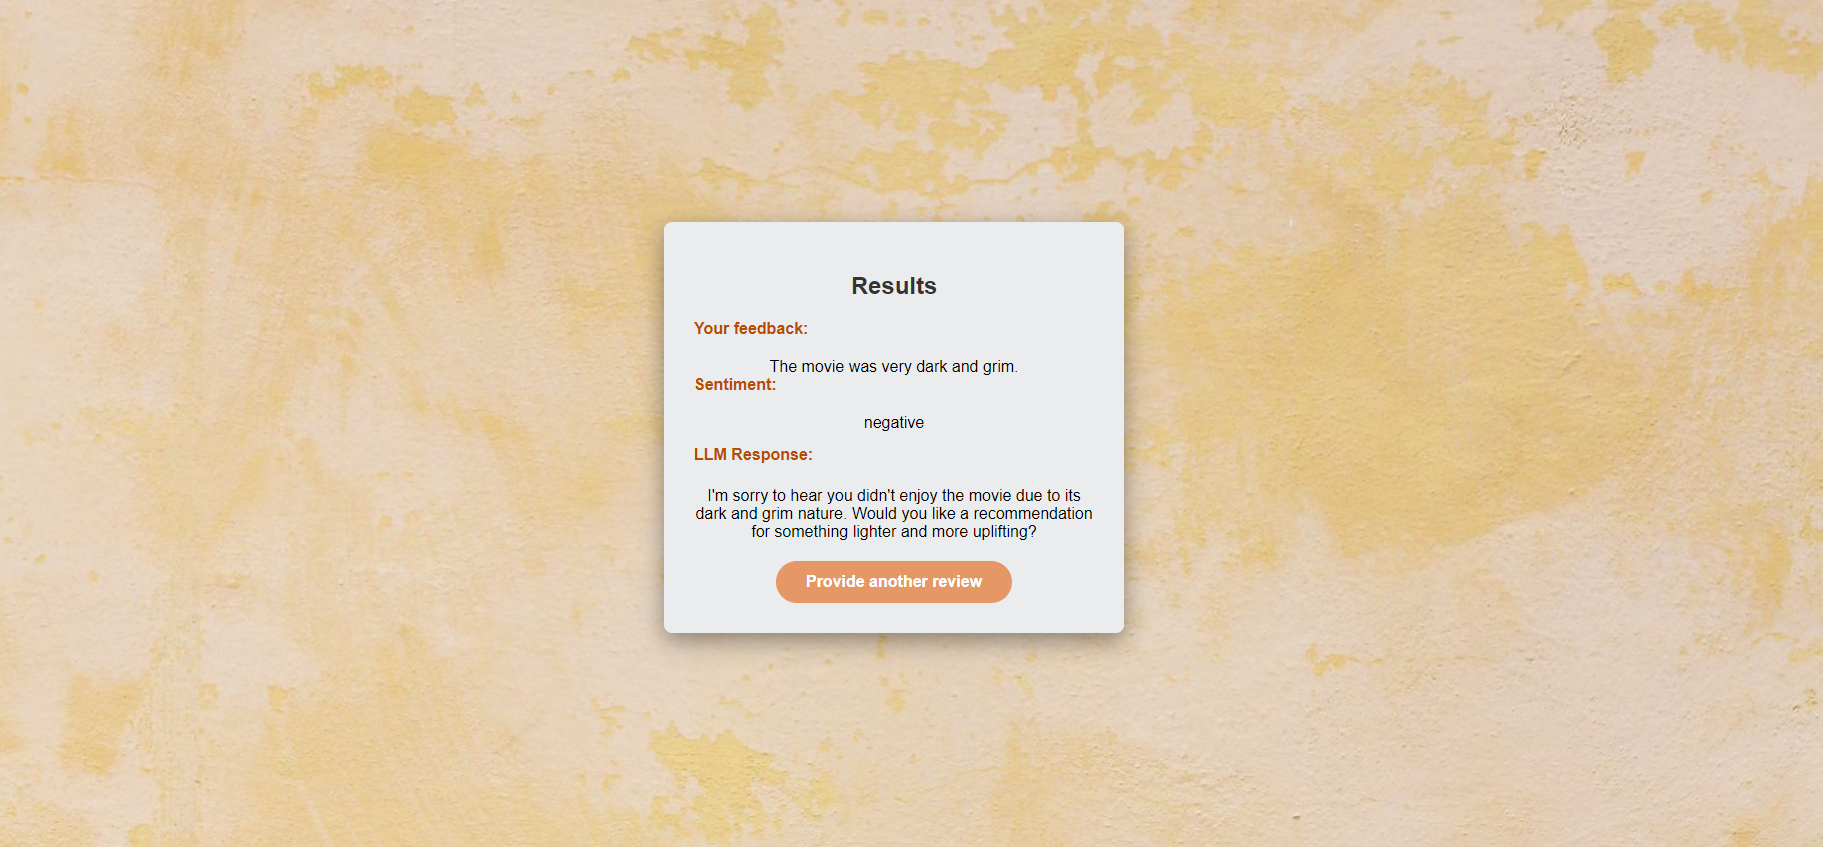 Results
Your feedback:
The movie was very dark and grim.
Sentiment:
negative
LLM Response:
I'm sorry to hear you didn't enjoy the movie due to its
dark and grim nature. Would you like a recommendation
for something lighter and more uplifting?
Provide another review